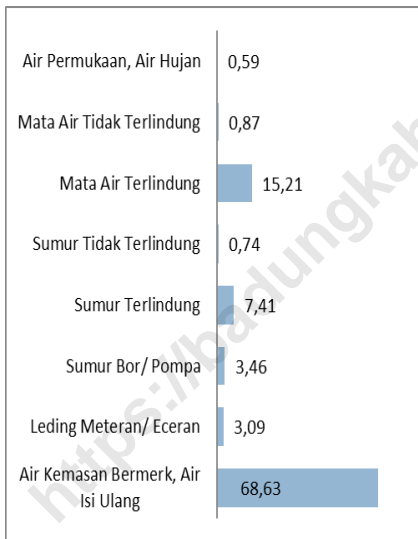 Air Permukaan, Air Hujan 0,59
Mata Air Tidak Terlindung 0,87
Mata Air Terlindung 15,21
Sumur Tidak Terlindung 0,74
Sumur Terlindung 7,41
Sumur Bor/ Pompa 3,46
Leding Meteran/ Eceran 3,09
Air Kemasan Bermerk, Air
Isi Ulang 68,63
https://badungkab